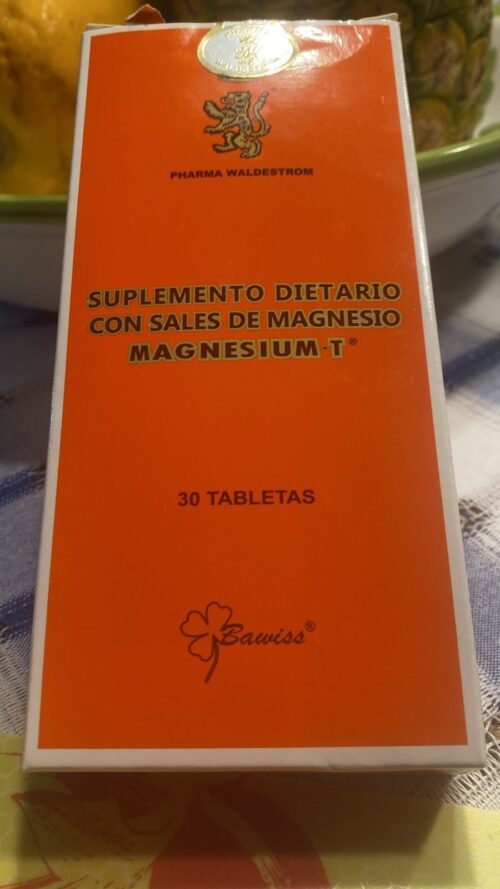 PHARMA WALDESTROM
SUPLEMENTO DIETARIO
CON SALES DE MAGNESIO
MAGNESIUM-T®
30 TABLETAS
Bawiss®